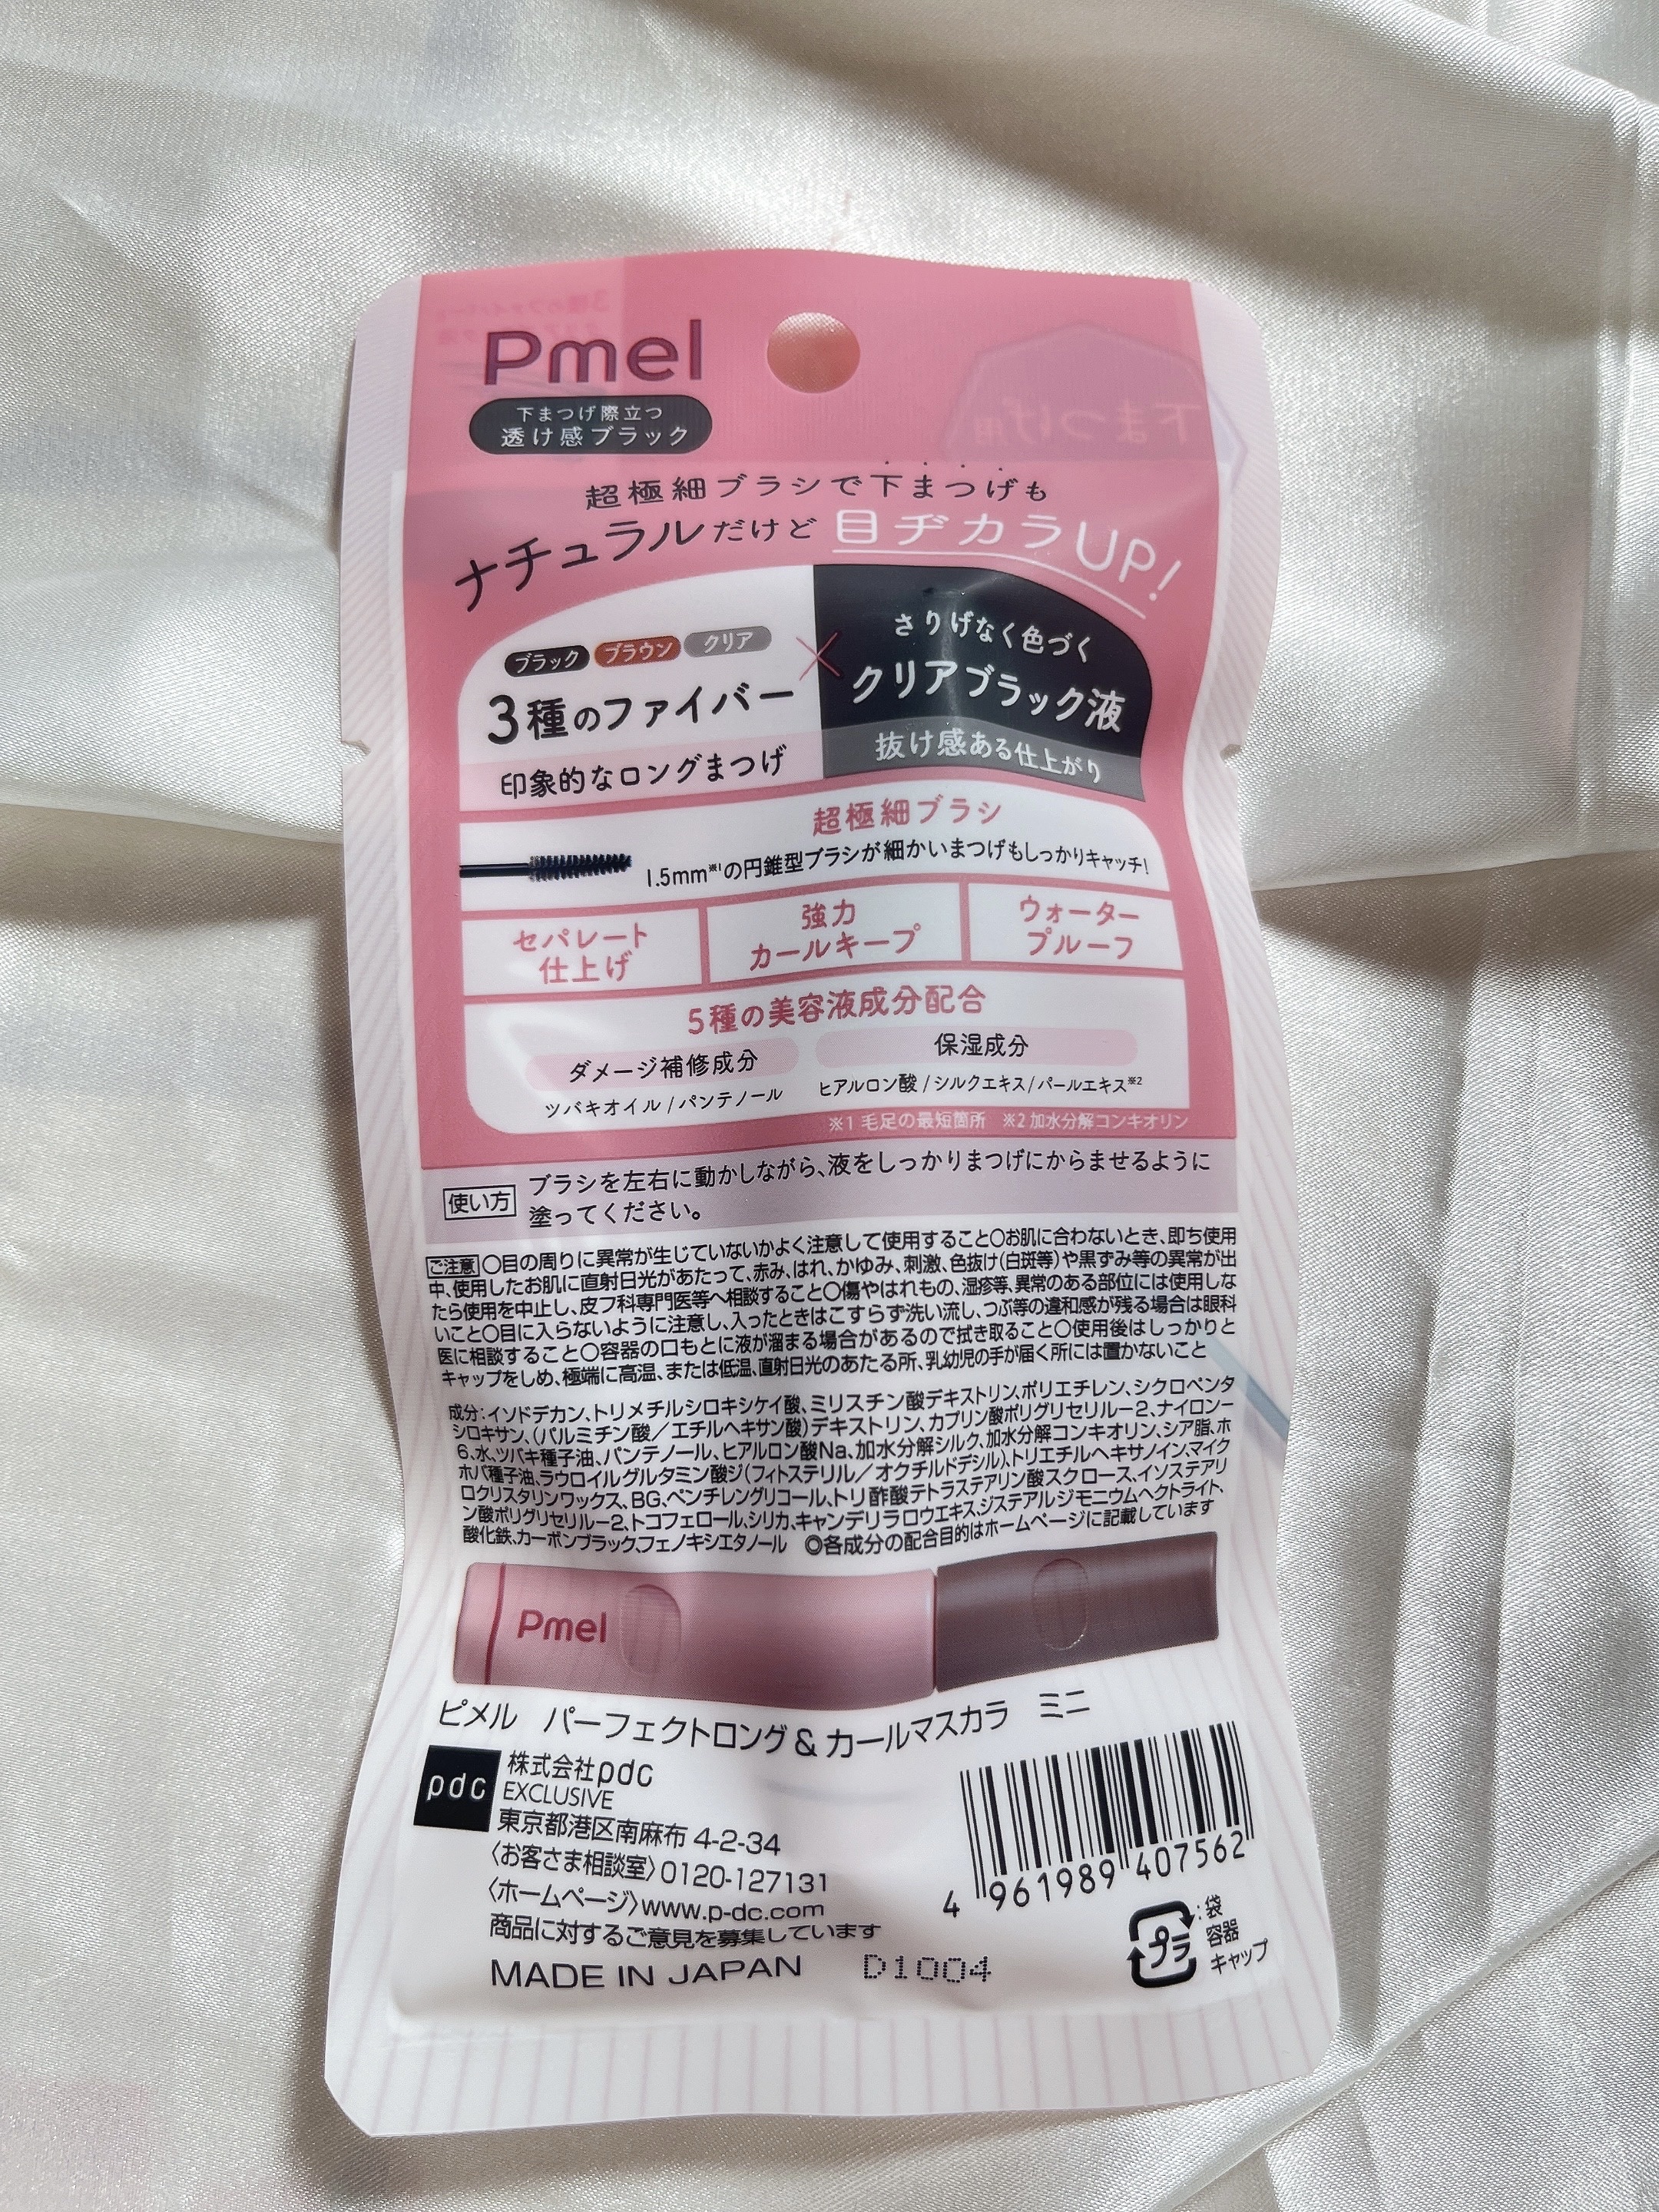 Pmel
下まつげ際立つ
透け感ブラック
超極細ブラシで下まつげも
ナチュラルだけど目ヂカラUP!
ブラック ブラウン クリア
3種のファイバー
印象的なロングまつげ
×
さりげなく色づく
クリアブラック液
抜け感ある仕上がり
超極細ブラシ
1.5mm※1の円錐型ブラシが細かいまつげもしっかりキャッチ!
セパレート
仕上げ
強力
カールキープ
ウォーター
プルーフ
5種の美容液成分配合
ダメージ補修成分
ツバキオイル/パンテノール
保湿成分
ヒアルロン酸/シルクエキス/パールエキス※2
※1 毛足の最短箇所 ※2 加水分解コンキオリン
使い方 ブラシを左右に動かしながら、液をしっかりまつげにからませるように
塗ってください。
ご注意 〇目の周りに異常が生じていないかよく注意して使用すること〇お肌に合わないとき、即ち使用
中、使用したお肌に直射日光があたって、赤み、はれ、かゆみ、刺激、色抜け(白斑等)や黒ずみ等の異常が出
たら使用を中止し、皮フ科専門医等へ相談すること〇傷やはれもの、湿疹等、異常のある部位には使用しな
いこと〇目に入らないように注意し、入ったときはこすらず洗い流し、つぶ等の違和感が残る場合は眼科
医に相談すること〇容器の口もとに液が溜まる場合があるので拭き取ること〇使用後はしっかりと
キャップをしめ、極端に高温、または低温、直射日光のあたる所、乳幼児の手が届く所には置かないこと
成分:イソドデカン、トリメチルシロキシケイ酸、ミリスチン酸デキストリン、ポリエチレン、シクロペンタ
シロキサン、(パルミチン酸/エチルヘキサン酸)デキストリン、カプリン酸ポリグリセリル-2、ナイロン-
6、水、ツバキ種子油、パンテノール、ヒアルロン酸Na、加水分解シルク、加水分解コンキオリン、シア脂、ホ
ホバ種子油、ラウロイルグルタミン酸ジ(フィトステリル/オクチルドデシル)、トリエチルヘキサノイン、マイク
ロクリスタリンワックス、BG、ペンチレングリコール、トリ酢酸テトラステアリン酸スクロース、イソステアリ
ン酸ポリグリセリル-2、トコフェロール、シリカ、キャンデリラロウエキス、ジステアルジモニウムヘクトライト、
酸化鉄、カーボンブラック、フェノキシエタノール ◎各成分の配合目的はホームページに記載しています
Pmel
ピメル パーフェクトロング&カールマスカラ ミニ
pdc
株式会社pdc
EXCLUSIVE
東京都港区南麻布 4-2-34
〈お客さま相談室〉0120-127131
〈ホームページ〉www.p-dc.com
商品に対するご意見を募集しています
MADE IN JAPAN D1004
4 961989 407562
プラ
:袋
容器
キャップ